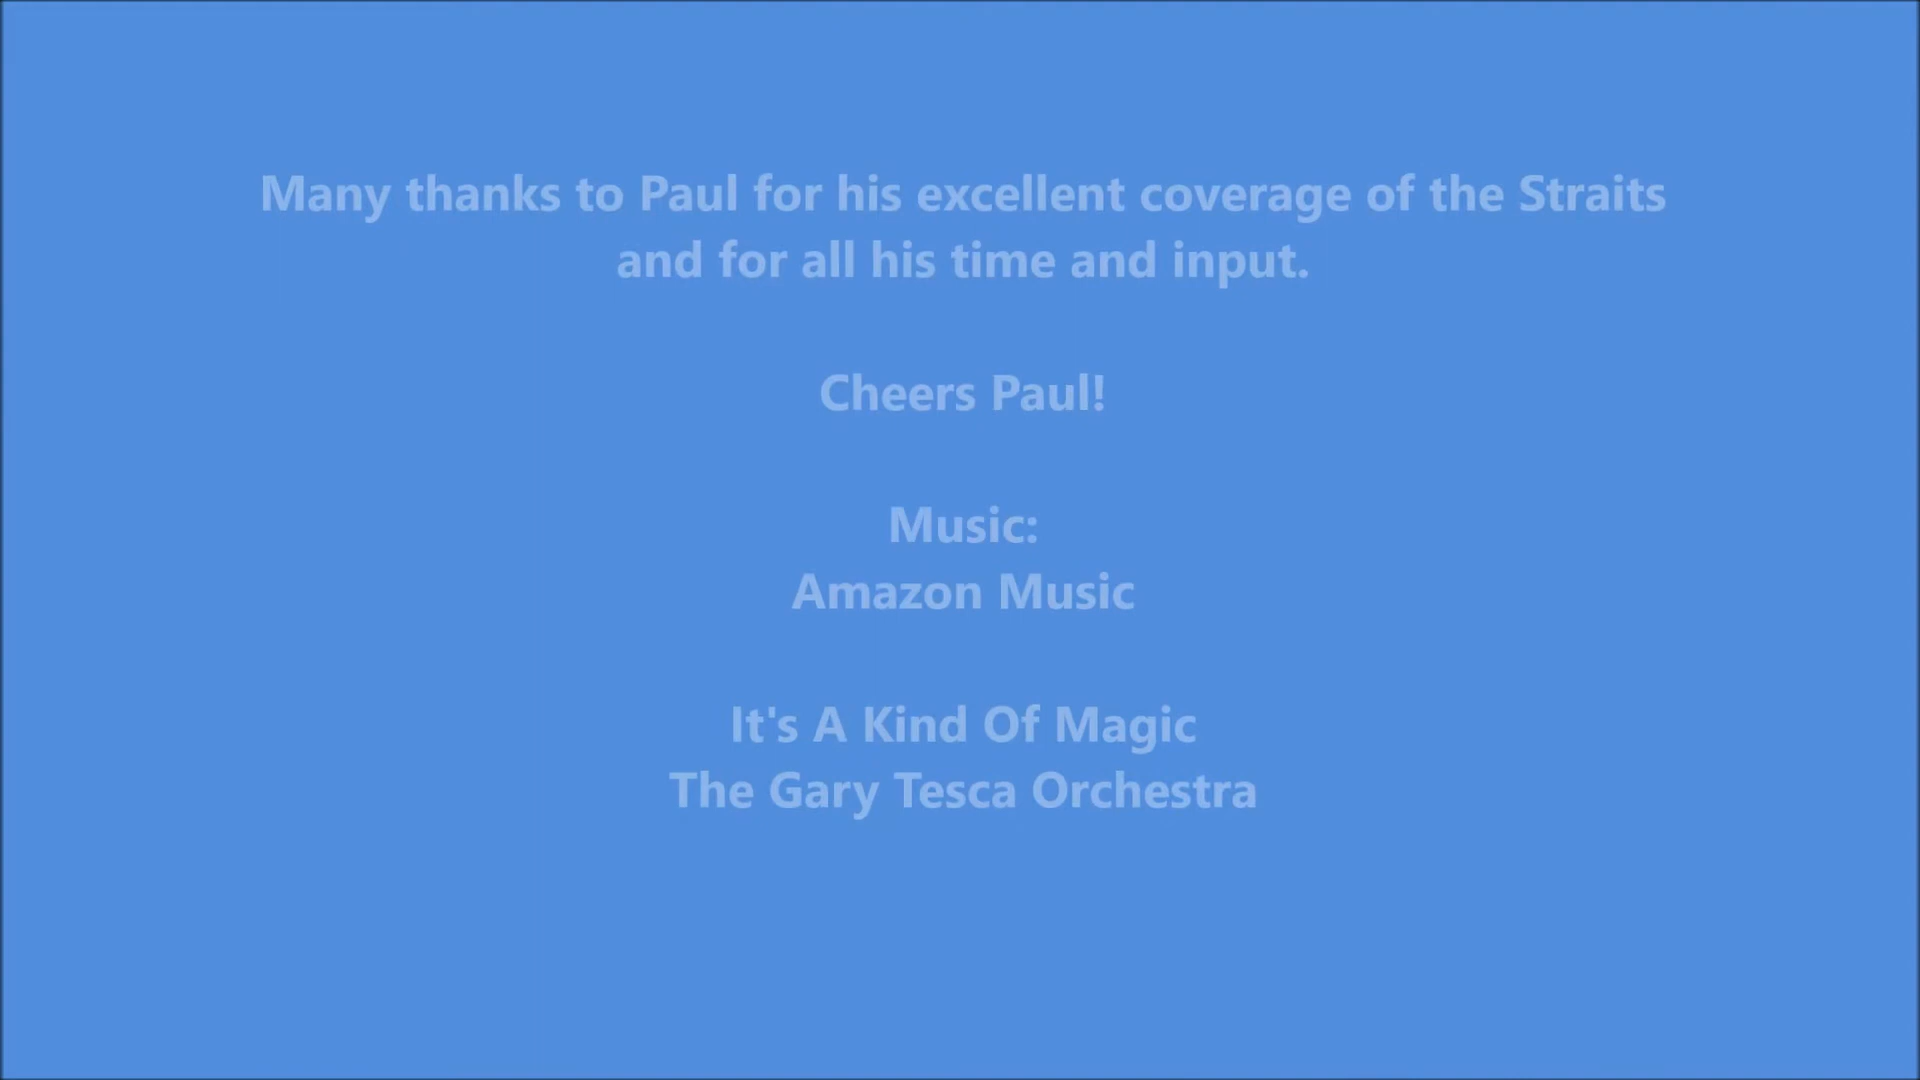 Many thanks to Paul for his excellent coverage of the Straits
and for all his time and input.
Cheers Paul!
Music:
Amazon Music
It's A Kind Of Magic
The Gary Tesca Orchestra